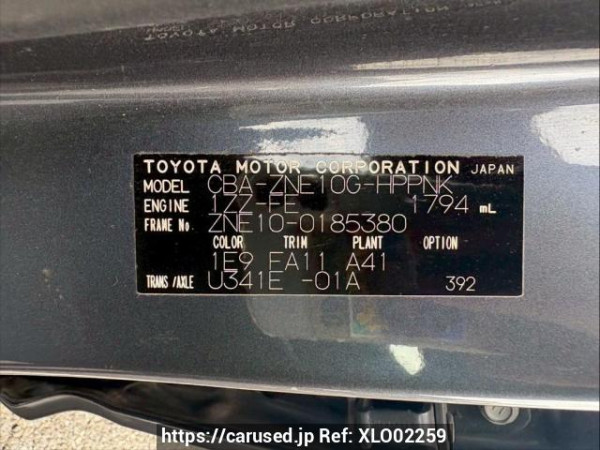 TOYOTA MOTOR CORPORATION JAPAN
MODEL CBA-ZNE10G-HPPNK
ENGINE 1ZZ-FE 1794 mL
FRAME No. ZNE10-0185380
COLOR TRIM PLANT OPTION
1E9 FA11 A41
TRANS/AXLE U341E -01A 392
https://carused.jp Ref: XLO02259